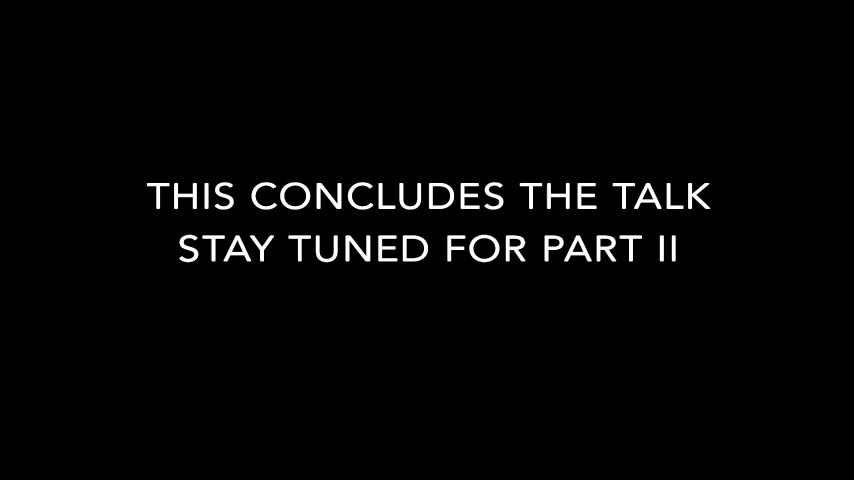 THIS CONCLUDES THE TALK
STAY TUNED FOR PART II